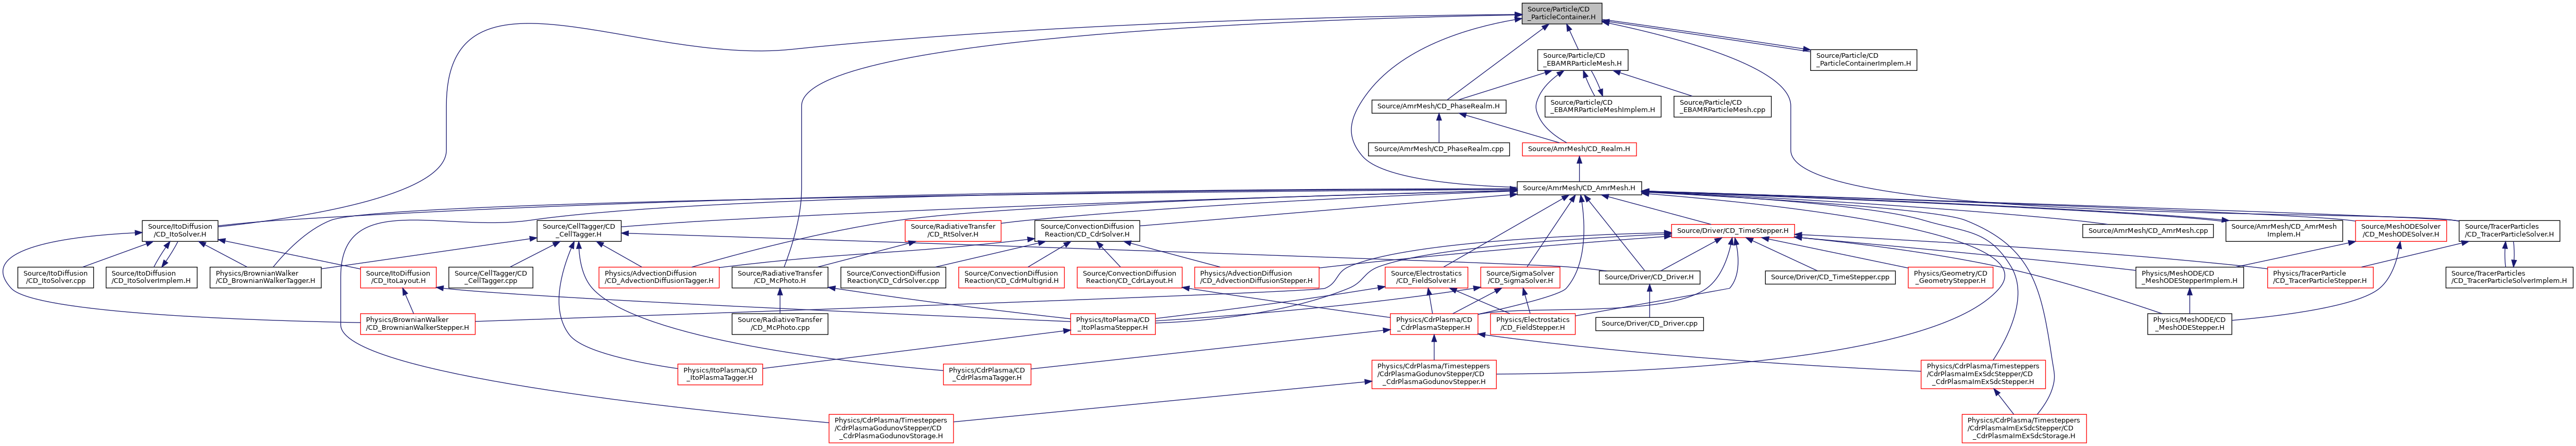 Source/Particle/CD
_ParticleContainer.H
Source/Particle/CD
_EBAMRParticleMesh.H
Source/Particle/CD
_ParticleContainerImplem.H
Source/AmrMesh/CD_PhaseRealm.H
Source/Particle/CD
_EBAMRParticleMeshImplem.H
Source/Particle/CD
_EBAMRParticleMesh.cpp
Source/AmrMesh/CD_PhaseRealm.cpp
Source/AmrMesh/CD_Realm.H
Source/AmrMesh/CD_AmrMesh.H
Source/ItoDiffusion
/CD_ItoSolver.H
Source/CellTagger/CD
_CellTagger.H
Source/RadiativeTransfer
/CD_RtSolver.H
Source/ConvectionDiffusion
Reaction/CD_CdrSolver.H
Source/Driver/CD_TimeStepper.H
Source/AmrMesh/CD_AmrMesh.cpp
Source/AmrMesh/CD_AmrMesh
Implem.H
Source/MeshODESolver
/CD_MeshODESolver.H
Source/TracerParticles
/CD_TracerParticleSolver.H
Source/ItoDiffusion
/CD_ItoSolver.cpp
Source/ItoDiffusion
/CD_ItoSolverImplem.H
Physics/BrownianWalker
/CD_BrownianWalkerTagger.H
Source/ItoDiffusion
/CD_ItoLayout.H
Source/CellTagger/CD
_CellTagger.cpp
Physics/AdvectionDiffusion
/CD_AdvectionDiffusionTagger.H
Source/RadiativeTransfer
/CD_McPhoto.H
Source/ConvectionDiffusion
Reaction/CD_CdrSolver.cpp
Source/ConvectionDiffusion
Reaction/CD_CdrMultigrid.H
Source/ConvectionDiffusion
Reaction/CD_CdrLayout.H
Physics/AdvectionDiffusion
/CD_AdvectionDiffusionStepper.H
Source/Electrostatics
/CD_FieldSolver.H
Source/SigmaSolver
/CD_SigmaSolver.H
Source/Driver/CD_Driver.H
Source/Driver/CD_TimeStepper.cpp
Physics/Geometry/CD
_GeometryStepper.H
Physics/MeshODE/CD
_MeshODEStepperImplem.H
Physics/TracerParticle
/CD_TracerParticleStepper.H
Source/TracerParticles
/CD_TracerParticleSolverImplem.H
Physics/BrownianWalker
/CD_BrownianWalkerStepper.H
Source/RadiativeTransfer
/CD_McPhoto.cpp
Physics/ItoPlasma/CD
_ItoPlasmaStepper.H
Physics/CdrPlasma/CD
_CdrPlasmaStepper.H
Physics/Electrostatics
/CD_FieldStepper.H
Source/Driver/CD_Driver.cpp
Physics/MeshODE/CD
_MeshODEStepper.H
Physics/ItoPlasma/CD
_ItoPlasmaTagger.H
Physics/CdrPlasma/CD
_CdrPlasmaTagger.H
Physics/CdrPlasma/Timesteppers
/CdrPlasmaGodunovStepper/CD
_CdrPlasmaGodunovStepper.H
Physics/CdrPlasma/Timesteppers
/CdrPlasmaImExSdcStepper/CD
_CdrPlasmaImExSdcStepper.H
Physics/CdrPlasma/Timesteppers
/CdrPlasmaGodunovStepper/CD
_CdrPlasmaGodunovStorage.H
Physics/CdrPlasma/Timesteppers
/CdrPlasmaImExSdcStepper/CD
_CdrPlasmaImExSdcStorage.H